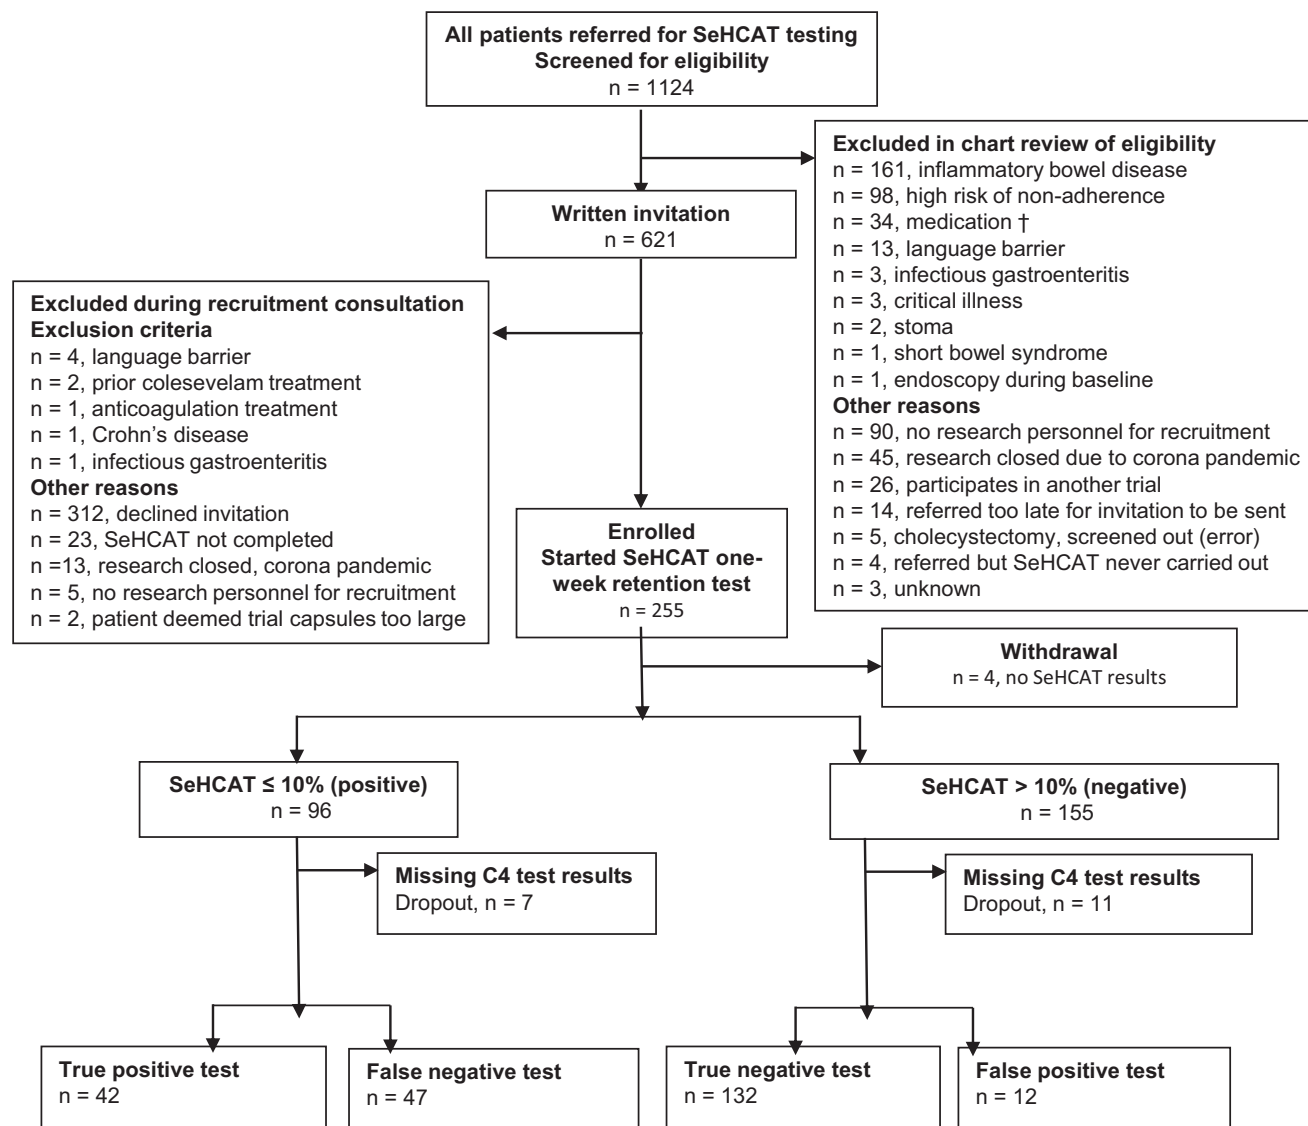 All patients referred for SeHCAT testing
Screened for eligibility
n = 1124
Excluded in chart review of eligibility
n = 161, inflammatory bowel disease
n = 98, high risk of non-adherence
n = 34, medication †
n = 13, language barrier
n = 3, infectious gastroenteritis
n = 3, critical illness
n = 2, stoma
n = 1, short bowel syndrome
n = 1, endoscopy during baseline
Other reasons
n = 90, no research personnel for recruitment
n = 45, research closed due to corona pandemic
n = 26, participates in another trial
n = 14, referred too late for invitation to be sent
n = 5, cholecystectomy, screened out (error)
n = 4, referred but SeHCAT never carried out
n = 3, unknown
Written invitation
n = 621
Excluded during recruitment consultation
Exclusion criteria
n = 4, language barrier
n = 2, prior colesevelam treatment
n = 1, anticoagulation treatment
n = 1, Crohn's disease
n = 1, infectious gastroenteritis
Other reasons
n = 312, declined invitation
n = 23, SeHCAT not completed
n =13, research closed, corona pandemic
n = 5, no research personnel for recruitment
n = 2, patient deemed trial capsules too large
Enrolled
Started SeHCAT one-
week retention test
n = 255
Withdrawal
n = 4, no SeHCAT results
SeHCAT ≤ 10% (positive)
n = 96
SeHCAT > 10% (negative)
n = 155
Missing C4 test results
Dropout, n = 7
Missing C4 test results
Dropout, n = 11
True positive test
n = 42
False negative test
n = 47
True negative test
n = 132
False positive test
n = 12